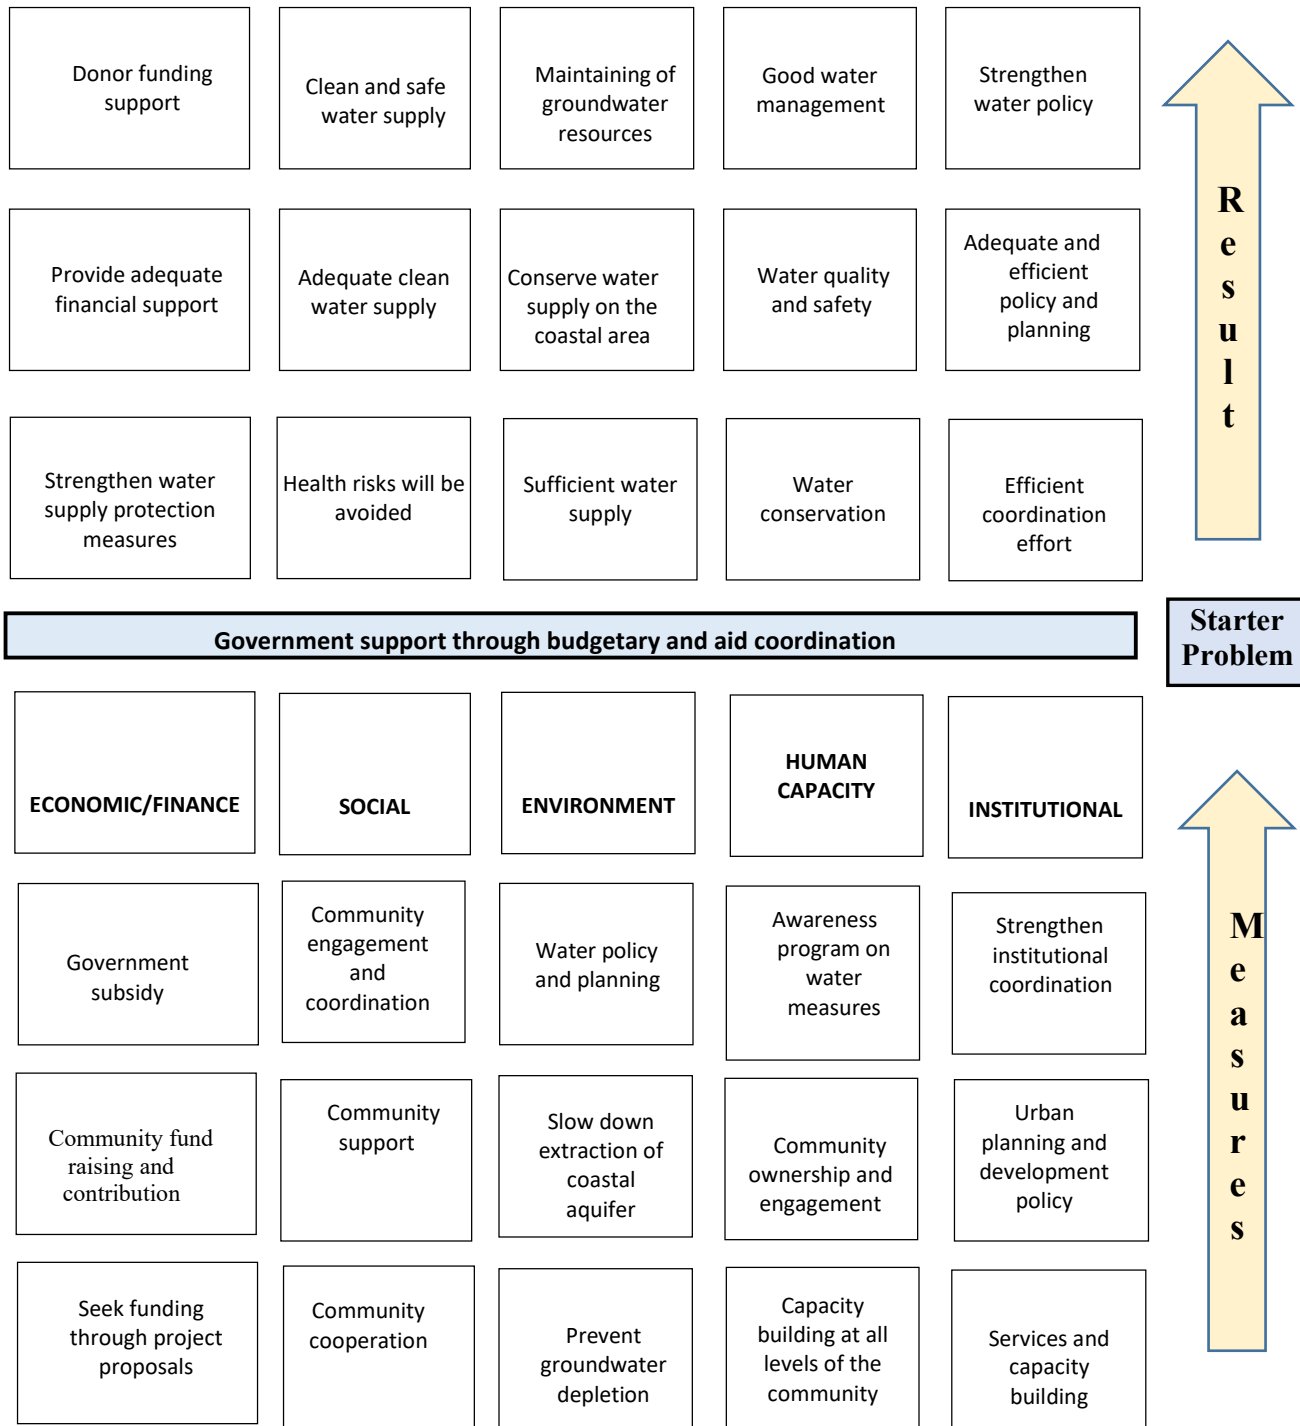 Donor funding
support
Clean and safe
water supply
Maintaining of
groundwater
resources
Good water
management
Strengthen
water policy
Provide adequate
financial support
Adequate clean
water supply
Conserve water
supply on the
coastal area
Water quality
and safety
Adequate and
efficient
policy and
planning
Strengthen water
supply protection
measures
Health risks will be
avoided
Sufficient water
supply
Water
conservation
Efficient
coordination
effort
R
e
s
u
l
t
Government support through budgetary and aid coordination
Starter
Problem
ECONOMIC/FINANCE
SOCIAL
ENVIRONMENT
HUMAN
CAPACITY
INSTITUTIONAL
Government
subsidy
Community
engagement
and
coordination
Water policy
and planning
Awareness
program on
water
measures
Strengthen
institutional
coordination
Community fund
raising and
contribution
Community
support
Slow down
extraction of
coastal
aquifer
Community
ownership and
engagement
Urban
planning and
development
policy
Seek funding
through project
proposals
Community
cooperation
Prevent
groundwater
depletion
Capacity
building at all
levels of the
community
Services and
capacity
building
M
e
a
s
u
r
e
s